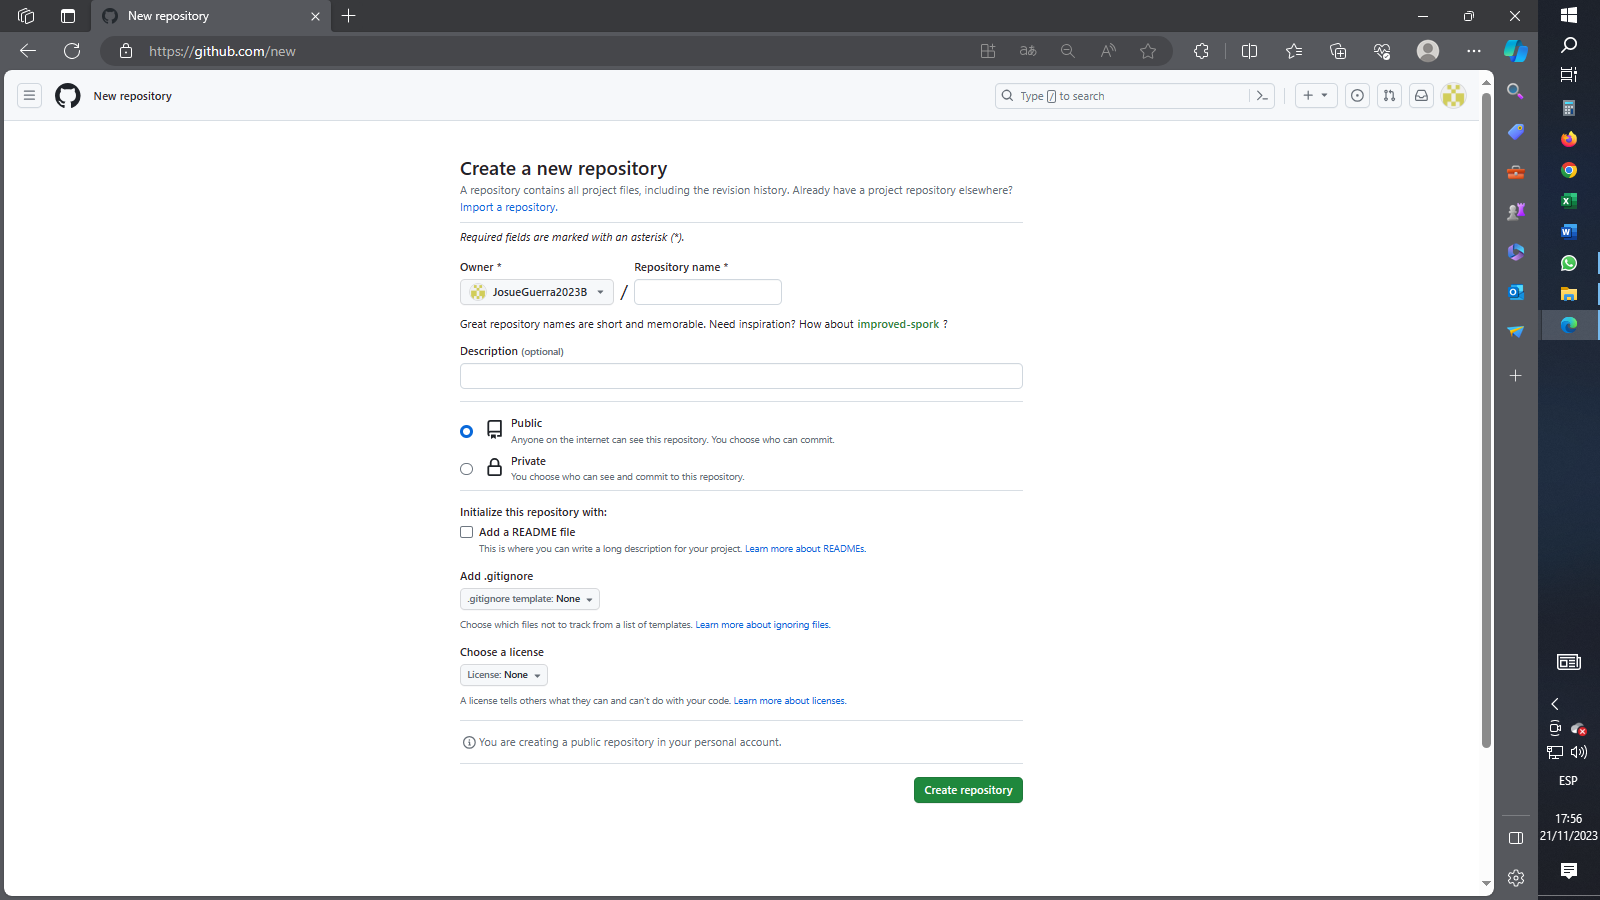 New repository
https://github.com/new
New repository
Type / to search
Create a new repository
A repository contains all project files, including the revision history. Already have a project repository elsewhere?
Import a repository.
Required fields are marked with an asterisk (*).
Owner *
Repository name *
JosueGuerra2023B
/
Great repository names are short and memorable. Need inspiration? How about improved-spork ?
Description (optional)
Public
Anyone on the internet can see this repository. You choose who can commit.
Private
You choose who can see and commit to this repository.
Initialize this repository with:
Add a README file
This is where you can write a long description for your project. Learn more about READMEs.
Add .gitignore
.gitignore template: None
Choose which files not to track from a list of templates. Learn more about ignoring files.
Choose a license
License: None
A license tells others what they can and can't do with your code. Learn more about licenses.
You are creating a public repository in your personal account.
Create repository
ESP
17:56
21/11/2023